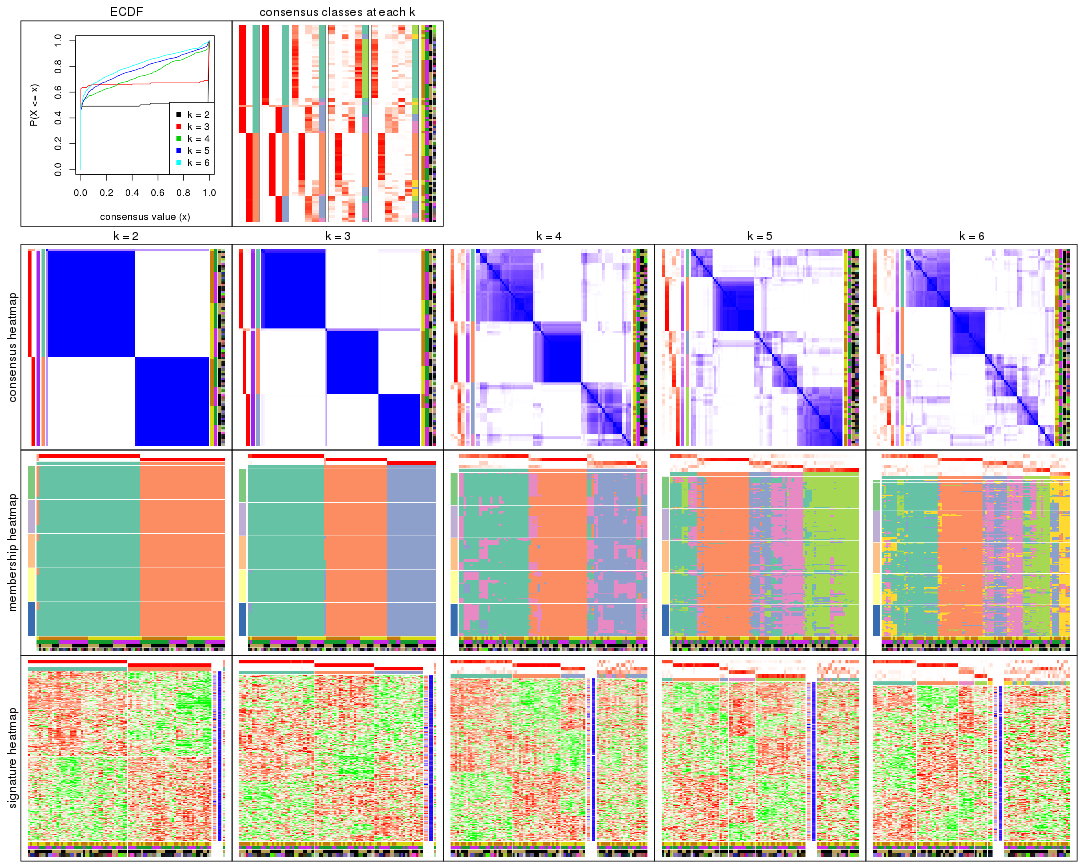 ECDF
consensus classes at each k
P(X <= x)
0.0 0.2 0.4 0.6 0.8 1.0
k = 2
k = 3
k = 4
k = 5
k = 6
0.0 0.2 0.4 0.6 0.8 1.0
consensus value (x)
k = 2
k = 3
k = 4
k = 5
k = 6
consensus heatmap
membership heatmap
signature heatmap